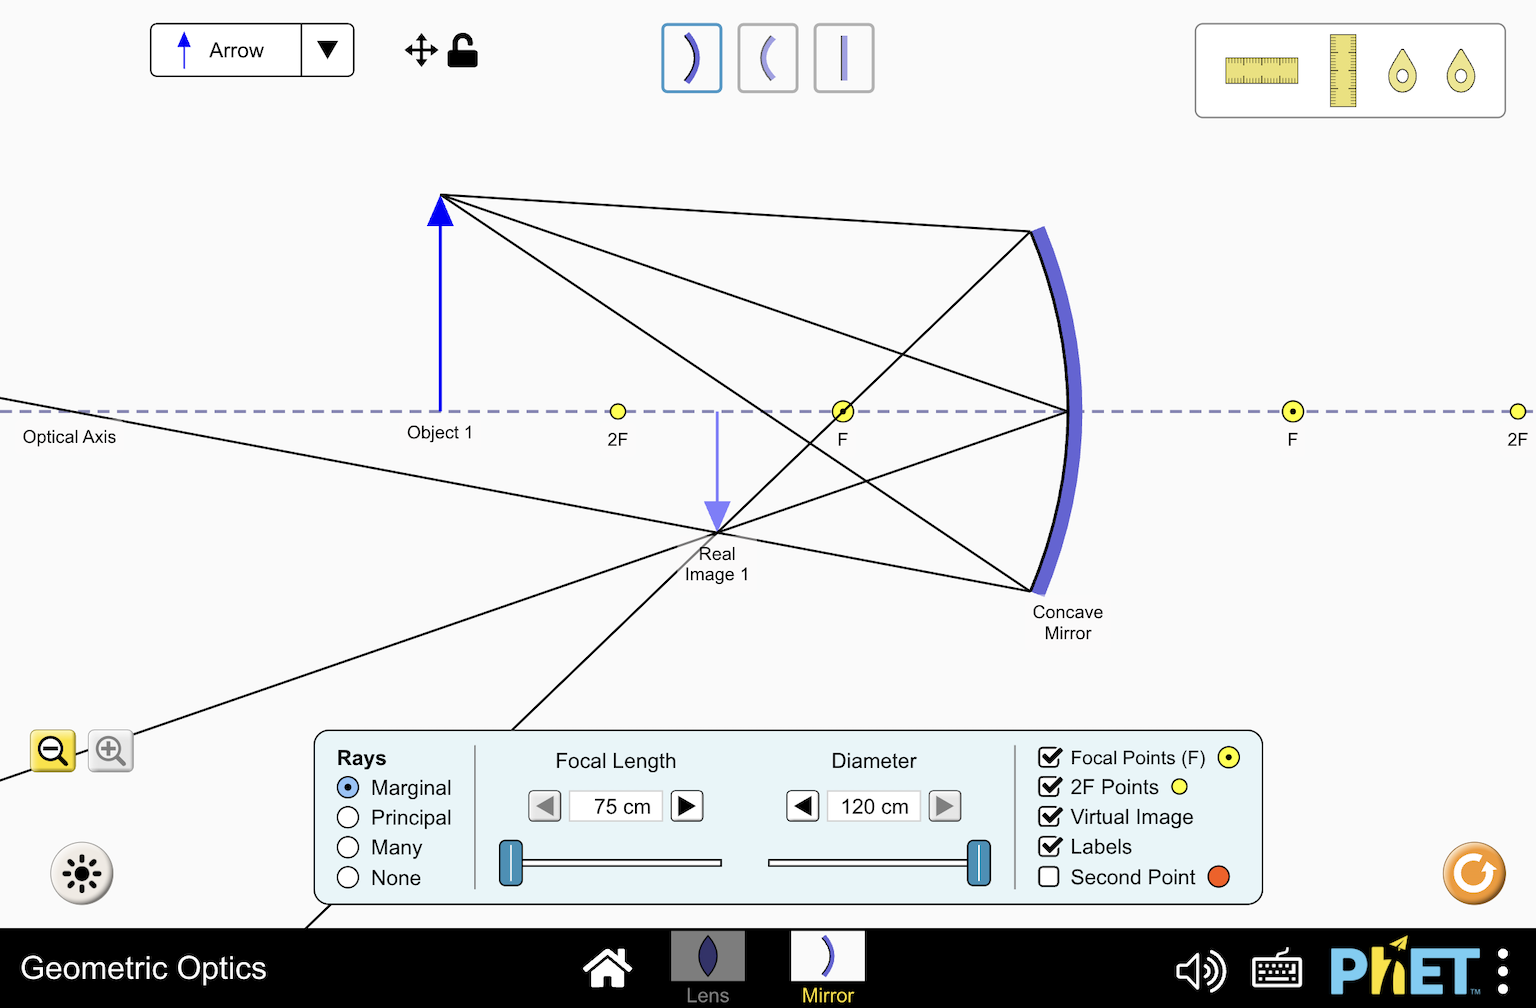 Arrow
Optical Axis
Object 1
2F
F
F
2F
Real
Image 1
Concave
Mirror
Rays
Marginal
Principal
Many
None
Focal Length
75 cm
Diameter
120 cm
Focal Points (F)
2F Points
Virtual Image
Labels
Second Point
Geometric Optics
Lens
Mirror
PhET™